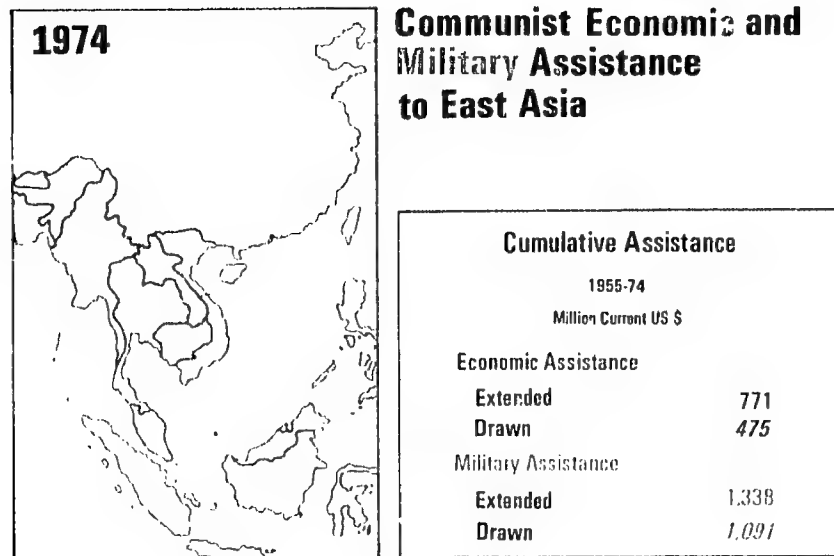 1974
Communist Economic and
Military Assistance
to East Asia
Cumulative Assistance
1955-74
Million Current US $
Economic Assistance
Extended 771
Drawn 475
Military Assistance
Extended 1,338
Drawn 1,091